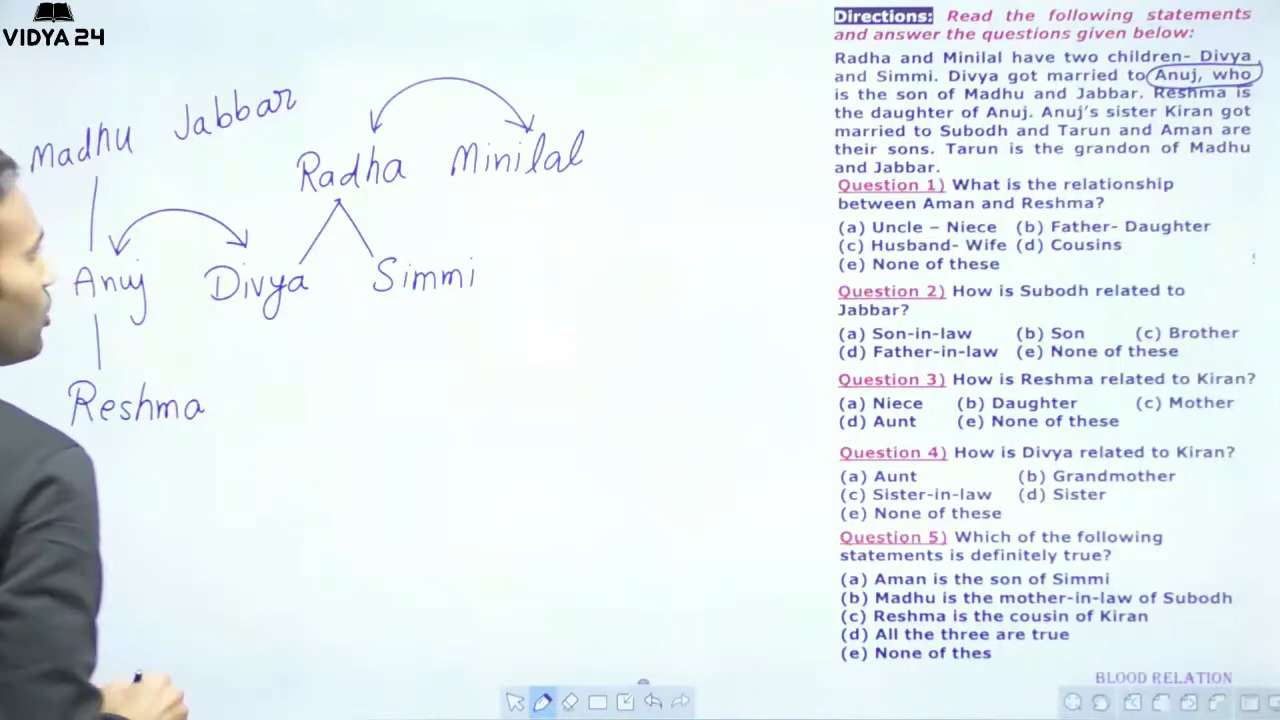 VIDYA 24
Madhu Jabbar
Radha Minilal
Anuj Divya Simmi
Reshma
Directions: Read the following statements
and answer the questions given below:
Radha and Minilal have two children- Divya
and Simmi. Divya got married to Anuj, who
is the son of Madhu and Jabbar. Reshma is
the daughter of Anuj. Anuj's sister Kiran got
married to Subodh and Tarun and Aman are
their sons. Tarun is the grandon of Madhu
and Jabbar.
Question 1) What is the relationship
between Aman and Reshma?
(a) Uncle – Niece (b) Father- Daughter
(c) Husband- Wife (d) Cousins
(e) None of these
Question 2) How is Subodh related to
Jabbar?
(a) Son-in-law (b) Son (c) Brother
(d) Father-in-law (e) None of these
Question 3) How is Reshma related to Kiran?
(a) Niece (b) Daughter (c) Mother
(d) Aunt (e) None of these
Question 4) How is Divya related to Kiran?
(a) Aunt (b) Grandmother
(c) Sister-in-law (d) Sister
(e) None of these
Question 5) Which of the following
statements is definitely true?
(a) Aman is the son of Simmi
(b) Madhu is the mother-in-law of Subodh
(c) Reshma is the cousin of Kiran
(d) All the three are true
(e) None of thes
BLOOD RELATION